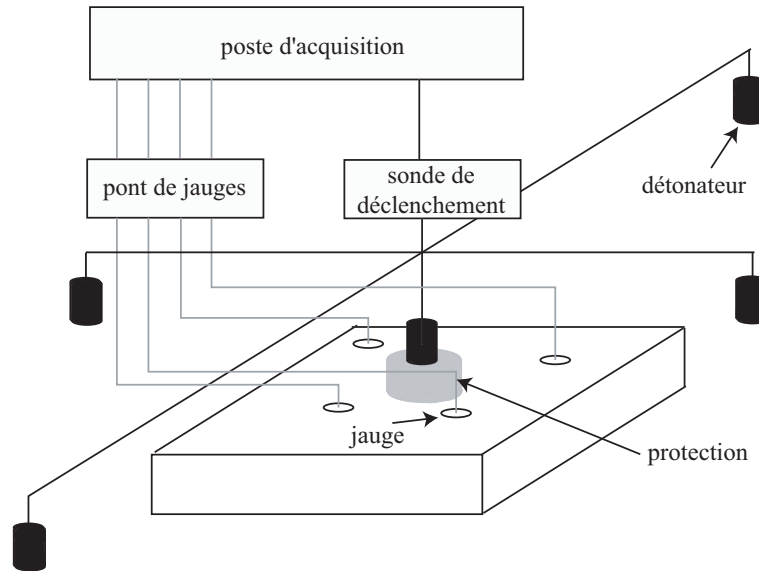 poste d'acquisition
pont de jauges
sonde de
déclenchement
détonateur
jauge
protection